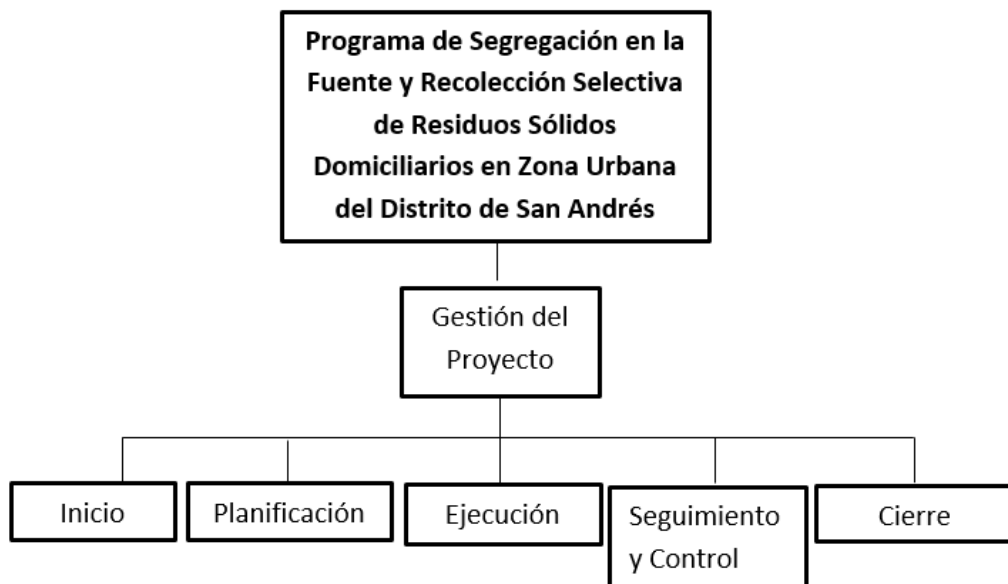 Programa de Segregación en la
Fuente y Recolección Selectiva
de Residuos Sólidos
Domiciliarios en Zona Urbana
del Distrito de San Andrés
Gestión del
Proyecto
Inicio
Planificación
Ejecución
Seguimiento
y Control
Cierre